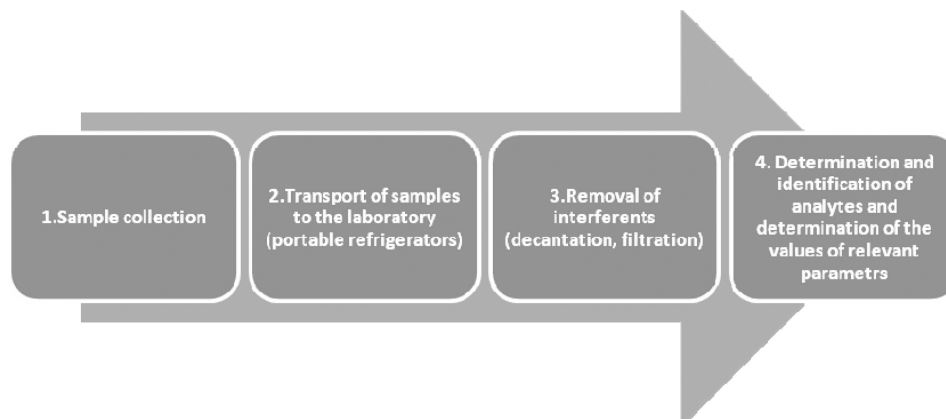 1.Sample collection
2.Transport of samples
to the laboratory
(portable refrigerators)
3.Removal of
interferents
(decantation, filtration)
4. Determination and
identification of
analytes and
determination of the
values of relevant
parametrs